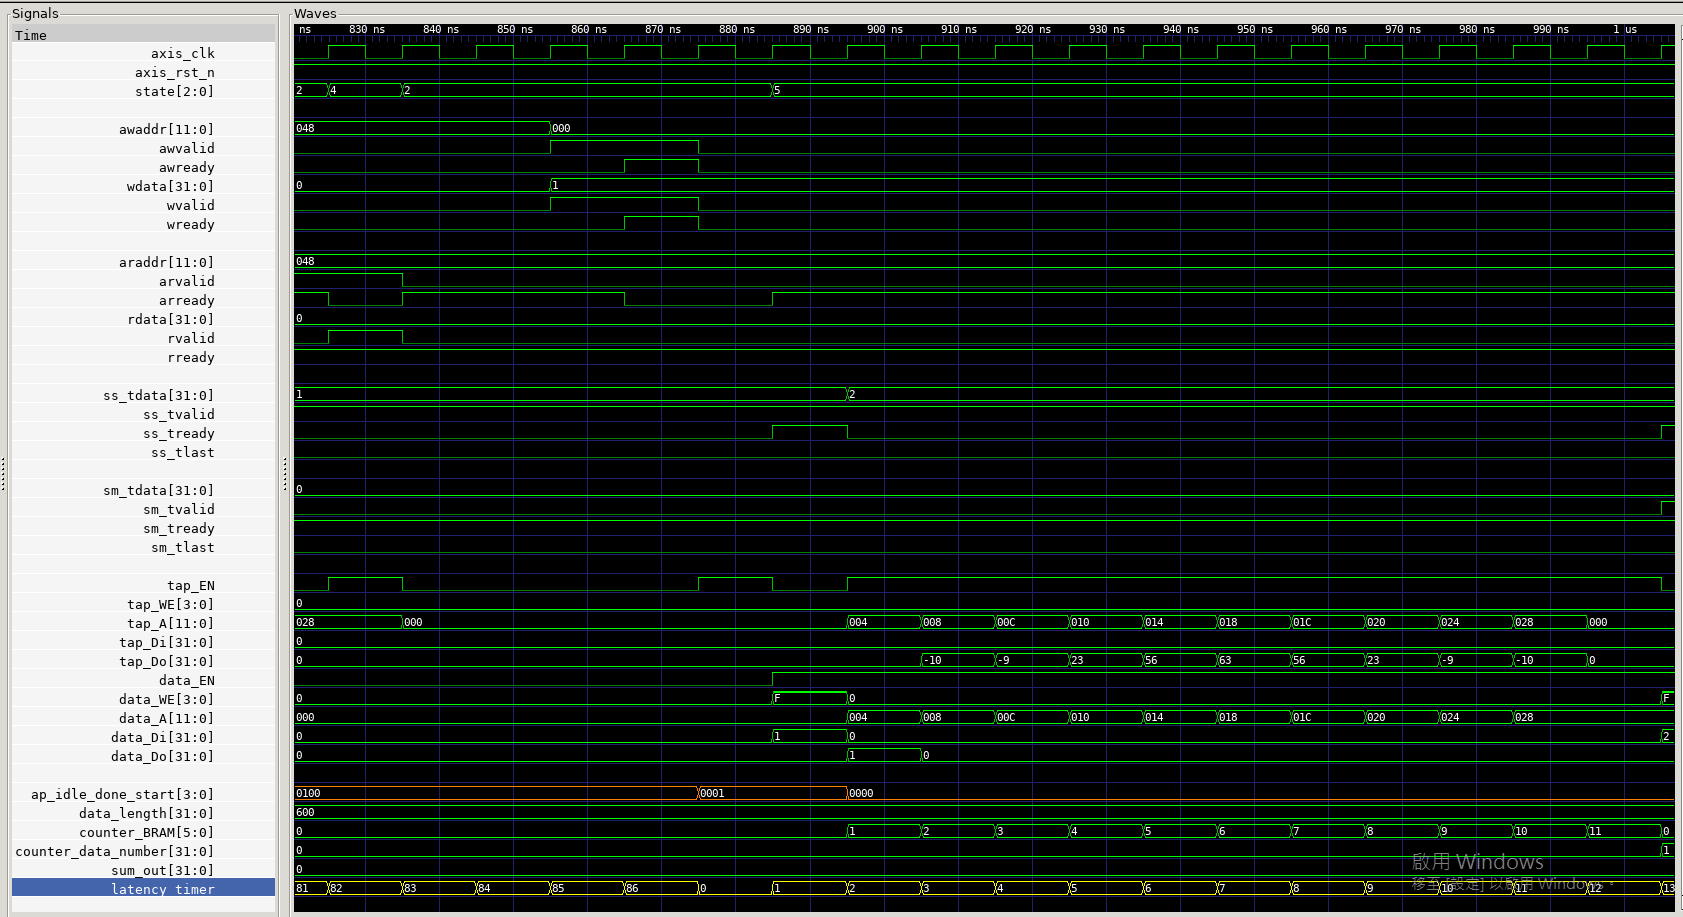 Signals Waves
Time ns 830 ns 840 ns 850 ns 860 ns 870 ns 880 ns 890 ns 900 ns 910 ns 920 ns 930 ns 940 ns 950 ns 960 ns 970 ns 980 ns 990 ns 1 us
axis_clk
axis_rst_n
state[2:0] 2 4 2 5
awaddr[11:0] 048 000
awvalid
awready
wdata[31:0] 0 1
wvalid
wready
araddr[11:0] 048
arvalid
arready
rdata[31:0] 0
rvalid
rready
ss_tdata[31:0] 1 2
ss_tvalid
ss_tready
ss_tlast
sm_tdata[31:0] 0
sm_tvalid
sm_tready
sm_tlast
tap_EN
tap_WE[3:0] 0
tap_A[11:0] 028 000 004 008 00C 010 014 018 01C 020 024 028 000
tap_Di[31:0] 0
tap_Do[31:0] 0 -10 -9 23 56 63 56 23 -9 -10 0
data_EN
data_WE[3:0] 0 F 0 F
data_A[11:0] 000 004 008 00C 010 014 018 01C 020 024 028
data_Di[31:0] 0 1 0 2
data_Do[31:0] 0 1 0
ap_idle_done_start[3:0] 0100 0001 0000
data_length[31:0] 600
counter_BRAM[5:0] 0 1 2 3 4 5 6 7 8 9 10 11 0
counter_data_number[31:0] 0 1
sum_out[31:0] 0
latency timer 81 82 83 84 85 86 0 1 2 3 4 5 6 7 8 9 10 11 12 13
啟用 Windows
移至 [設定] 以啟用 Windows。